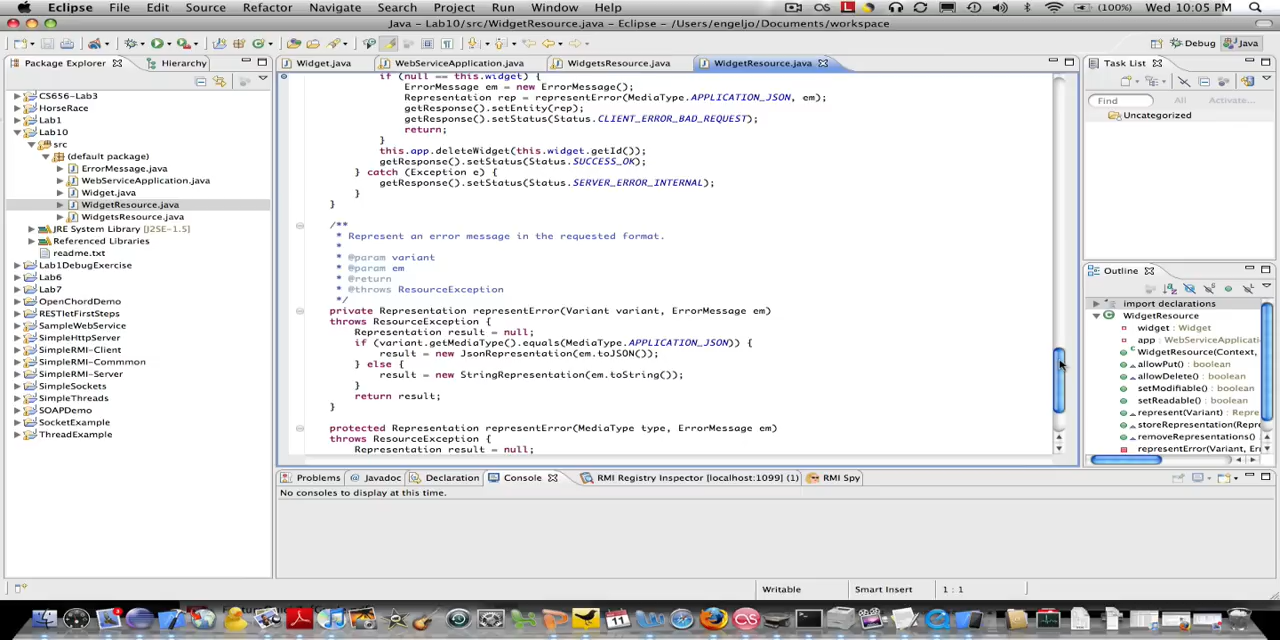 Eclipse File Edit Source Refactor Navigate Search Project Run Window Help (100%) Wed 10:05 PM
Java – Lab10/src/WidgetResource.java – Eclipse – /Users/engeljo/Documents/workspace
Debug Java
Package Explorer Hierarchy
CS656-Lab3
HorseRace
Lab1
Lab10
src
(default package)
ErrorMessage.java
WebServiceApplication.java
Widget.java
WidgetResource.java
WidgetsResource.java
JRE System Library [J2SE-1.5]
Referenced Libraries
readme.txt
Lab1DebugExercise
Lab6
Lab7
OpenChordDemo
RESTletFirstSteps
SampleWebService
SimpleHttpServer
SimpleRMI-Client
SimpleRMI-Commmon
SimpleRMI-Server
SimpleSockets
SimpleThreads
SOAPDemo
SocketExample
ThreadExample
Widget.java WebServiceApplication.java WidgetsResource.java WidgetResource.java
if (null == this.widget) {
ErrorMessage em = new ErrorMessage();
Representation rep = representError(MediaType.APPLICATION_JSON, em);
getResponse().setEntity(rep);
getResponse().setStatus(Status.CLIENT_ERROR_BAD_REQUEST);
return;
}
this.app.deleteWidget(this.widget.getId());
getResponse().setStatus(Status.SUCCESS_OK);
} catch (Exception e) {
getResponse().setStatus(Status.SERVER_ERROR_INTERNAL);
}
}
/**
* Represent an error message in the requested format.
*
* @param variant
* @param em
* @return
* @throws ResourceException
*/
private Representation representError(Variant variant, ErrorMessage em)
throws ResourceException {
Representation result = null;
if (variant.getMediaType().equals(MediaType.APPLICATION_JSON)) {
result = new JsonRepresentation(em.toJSON());
} else {
result = new StringRepresentation(em.toString());
}
return result;
}
protected Representation representError(MediaType type, ErrorMessage em)
throws ResourceException {
Representation result = null;
Task List
Find All Activate...
Uncategorized
Outline
import declarations
WidgetResource
widget : Widget
app : WebServiceApplicati
WidgetResource(Context,
allowPut() : boolean
allowDelete() : boolean
setModifiable() : boolean
setReadable() : boolean
represent(Variant) : Repre
storeRepresentation(Repre
removeRepresentations()
representError(Variant, Er
Problems Javadoc Declaration Console RMI Registry Inspector [localhost:1099] (1) RMI Spy
No consoles to display at this time.
Writable Smart Insert 1 : 1